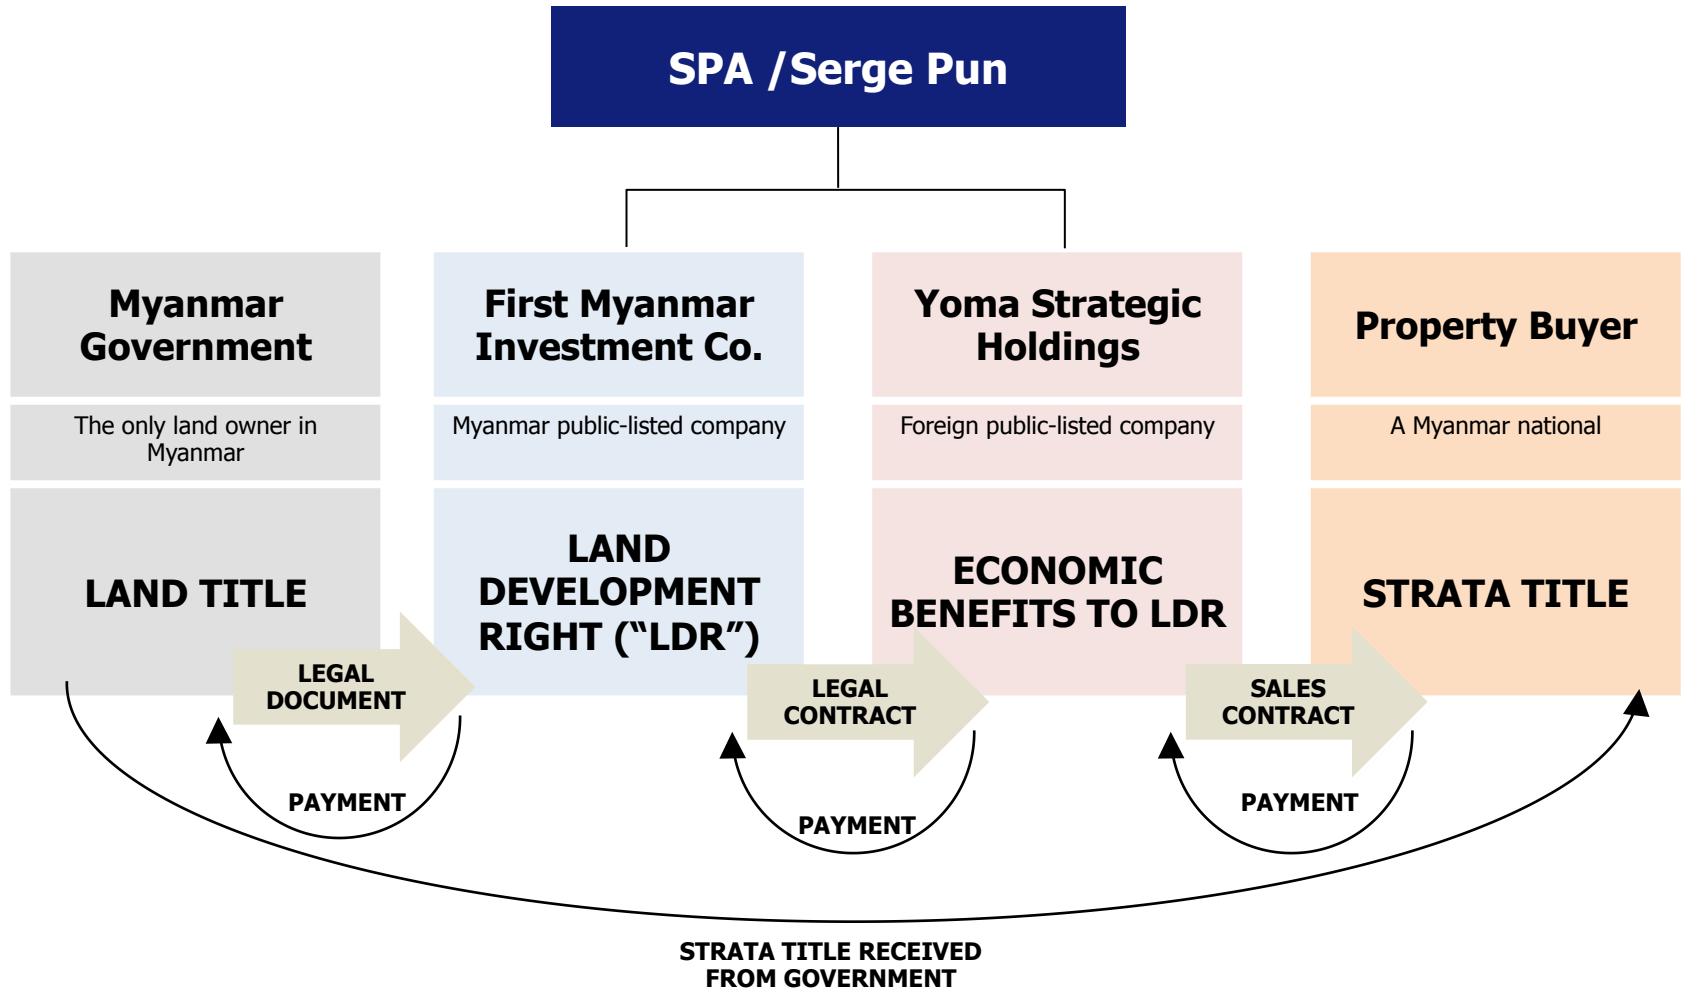 SPA /Serge Pun
Myanmar
Government
First Myanmar
Investment Co.
Yoma Strategic
Holdings
Property Buyer
The only land owner in
Myanmar
Myanmar public-listed company
Foreign public-listed company
A Myanmar national
LAND TITLE
LAND
DEVELOPMENT
RIGHT (“LDR”)
ECONOMIC
BENEFITS TO LDR
STRATA TITLE
LEGAL
DOCUMENT
LEGAL
CONTRACT
SALES
CONTRACT
PAYMENT
PAYMENT
PAYMENT
STRATA TITLE RECEIVED
FROM GOVERNMENT